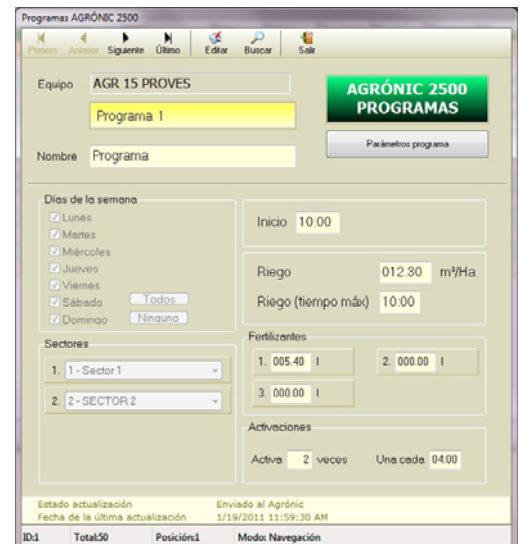 Programas AGRÓNIC 2500
Primero Anterior Siguiente Último Editar Buscar Salir
Equipo AGR 15 PROVES
Programa 1
AGRÓNIC 2500
PROGRAMAS
Nombre Programa
Parámetros programa
Días de la semana
Lunes
Martes
Miércoles
Jueves
Viernes
Sábado
Domingo
Todos
Ninguno
Inicio 10:00
Riego 012.30 m³/Ha
Riego (tiempo máx) 10:00
Sectores
1. 1 - Sector 1
2. 2 - SECTOR 2
Fertilizantes
1. 005.40 l 2. 000.00 l
3. 000.00 l
Activaciones
Activa 2 veces Una cada 04:00
Estado actualización Enviado al Agrónic
Fecha de la última actualización 1/19/2011 11:59:30 AM
ID:1 Total:50 Posición:1 Modo: Navegación